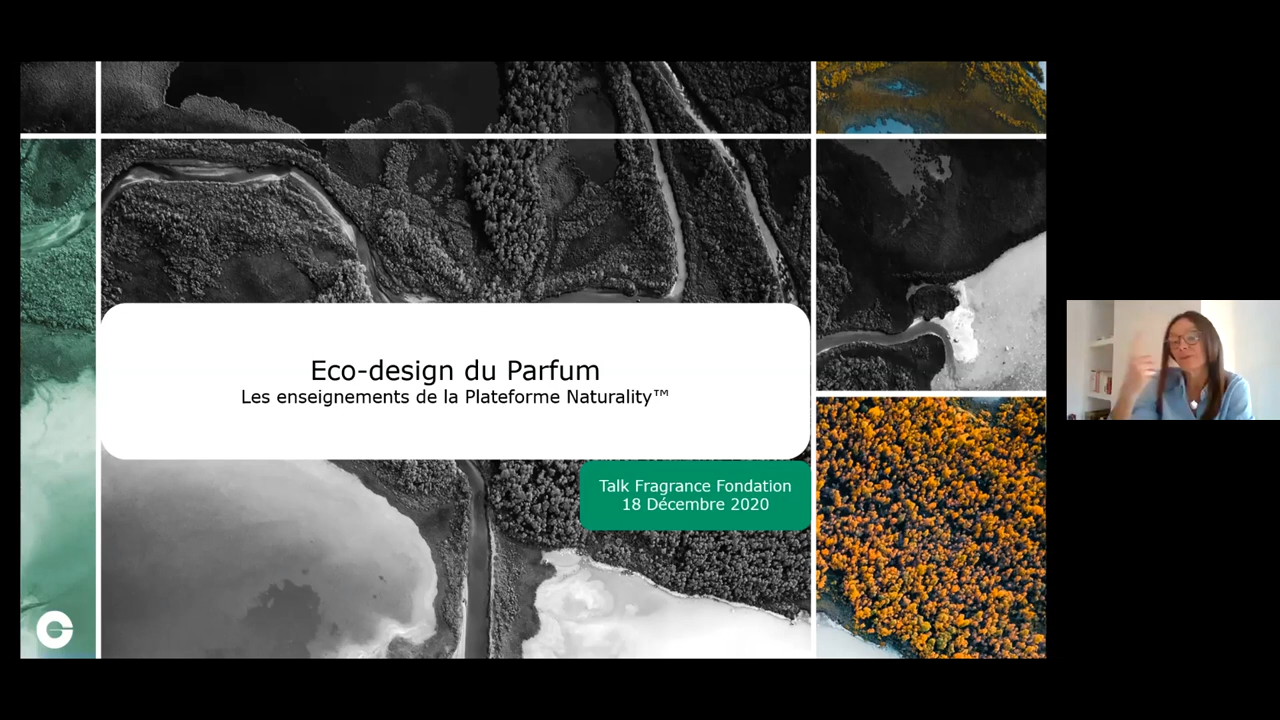 Eco-design du Parfum
Les enseignements de la Plateforme Naturality™
Talk Fragrance Fondation
18 Décembre 2020